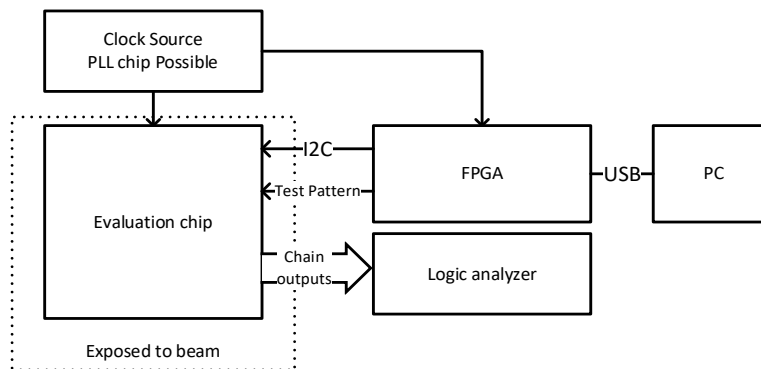 Clock Source
PLL chip Possible
Evaluation chip
I2C
Test Pattern
FPGA
USB
PC
Chain
outputs
Logic analyzer
Exposed to beam